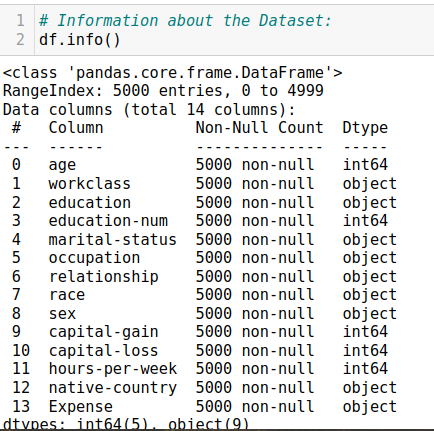 1 # Information about the Dataset:
2 df.info()
<class 'pandas.core.frame.DataFrame'>
RangeIndex: 5000 entries, 0 to 4999
Data columns (total 14 columns):
 #   Column          Non-Null Count  Dtype
---  ------          --------------  -----
 0   age             5000 non-null   int64
 1   workclass       5000 non-null   object
 2   education       5000 non-null   object
 3   education-num   5000 non-null   int64
 4   marital-status  5000 non-null   object
 5   occupation      5000 non-null   object
 6   relationship    5000 non-null   object
 7   race            5000 non-null   object
 8   sex             5000 non-null   object
 9   capital-gain    5000 non-null   int64
 10  capital-loss    5000 non-null   int64
 11  hours-per-week  5000 non-null   int64
 12  native-country  5000 non-null   object
 13  Expense         5000 non-null   object
dtypes: int64(5), object(9)